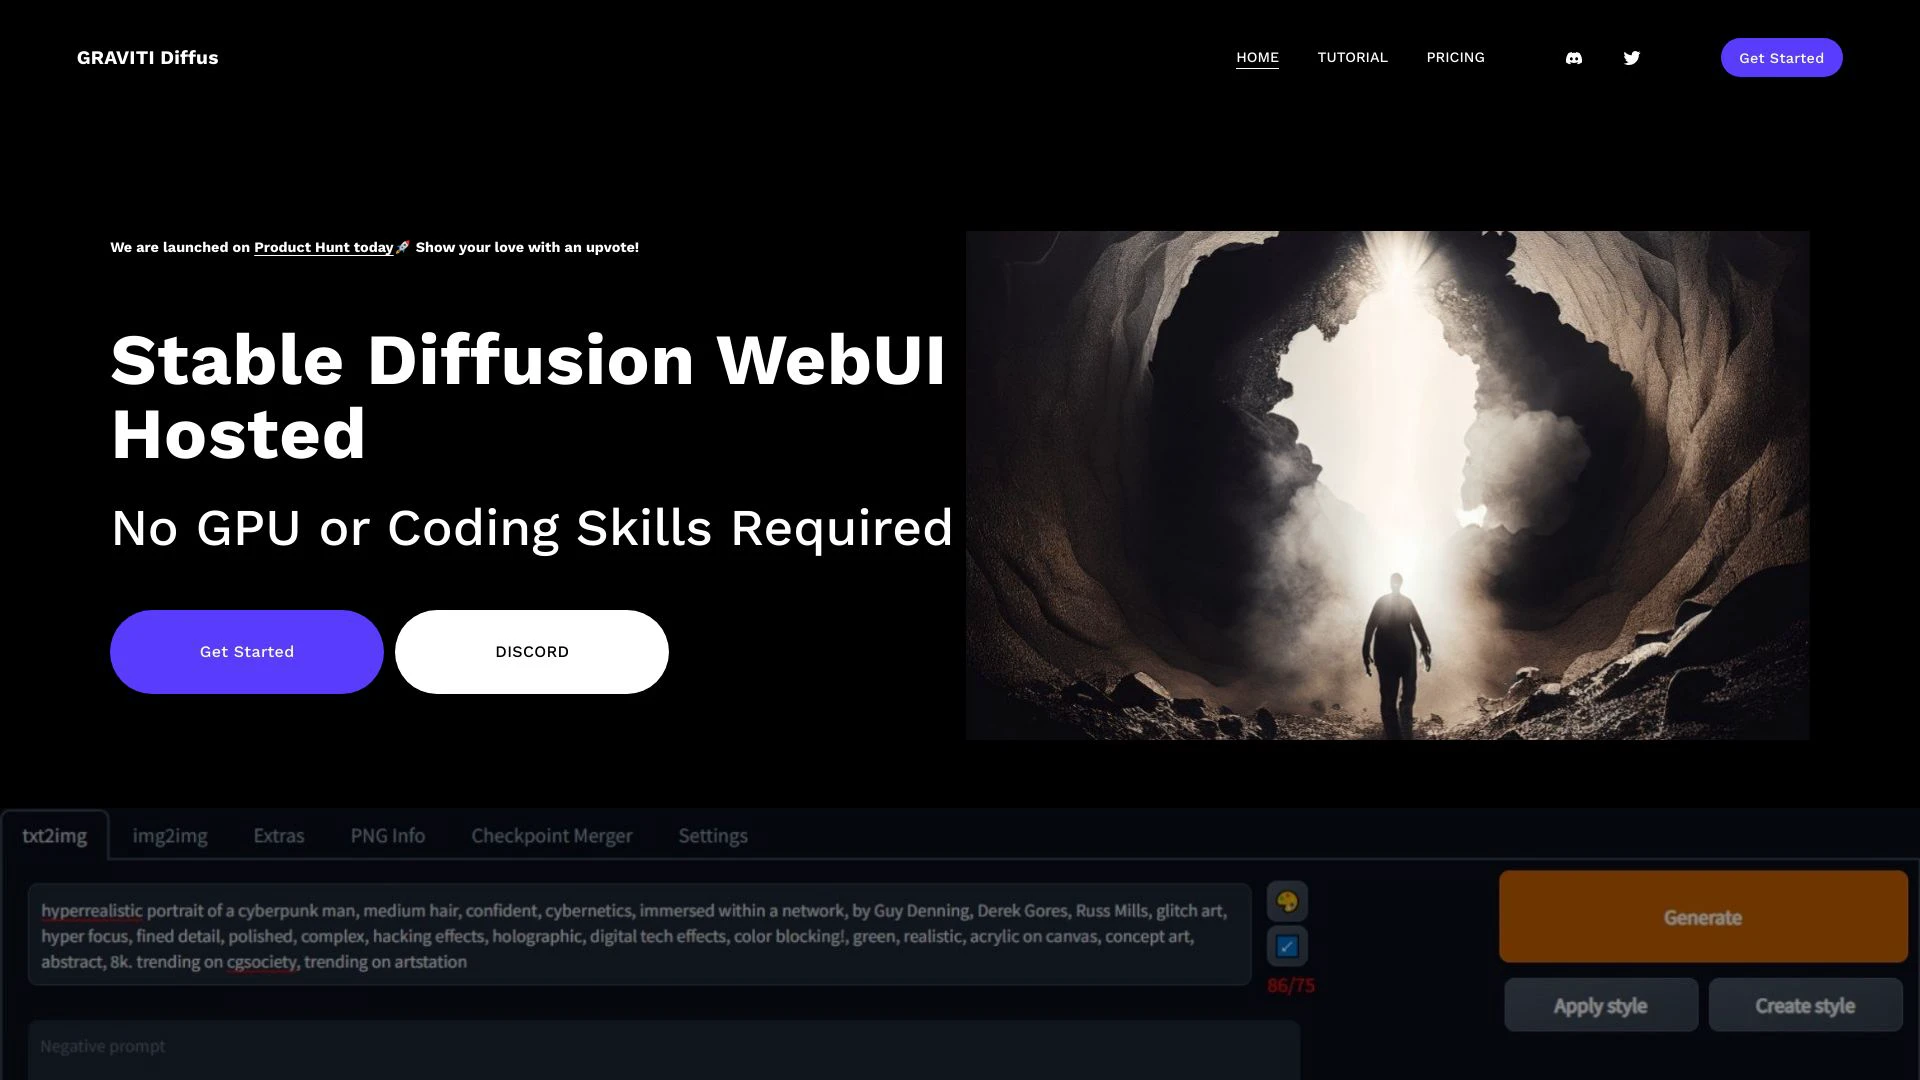 GRAVITI Diffus
HOME
TUTORIAL
PRICING
Get Started
We are launched on Product Hunt today🚀 Show your love with an upvote!
Stable Diffusion WebUI
Hosted
No GPU or Coding Skills Required
Get Started
DISCORD
txt2img
img2img
Extras
PNG Info
Checkpoint Merger
Settings
hyperrealistic portrait of a cyberpunk man, medium hair, confident, cybernetics, immersed within a network, by Guy Denning, Derek Gores, Russ Mills, glitch art,
hyper focus, fined detail, polished, complex, hacking effects, holographic, digital tech effects, color blocking!, green, realistic, acrylic on canvas, concept art,
abstract, 8k. trending on cgsociety, trending on artstation
86/75
Generate
Apply style
Create style
Negative prompt